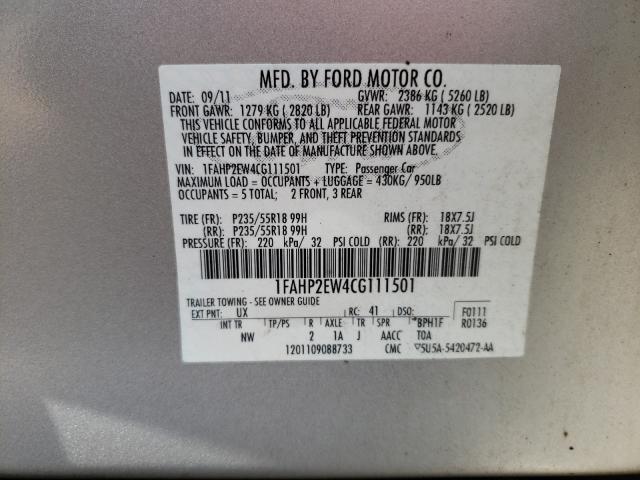 MFD. BY FORD MOTOR CO.
DATE: 09/11 GVWR: 2386 KG ( 5260 LB)
FRONT GAWR: 1279 KG ( 2820 LB) REAR GAWR: 1143 KG ( 2520 LB)
THIS VEHICLE CONFORMS TO ALL APPLICABLE FEDERAL MOTOR
VEHICLE SAFETY, BUMPER, AND THEFT PREVENTION STANDARDS
IN EFFECT ON THE DATE OF MANUFACTURE SHOWN ABOVE.
VIN: 1FAHP2EW4CG111501 TYPE: Passenger Car
MAXIMUM LOAD = OCCUPANTS + LUGGAGE = 430KG/ 950LB
OCCUPANTS = 5 TOTAL; 2 FRONT, 3 REAR
TIRE (FR): P235/55R18 99H RIMS (FR): 18X7.5J
(RR): P235/55R18 99H (RR): 18X7.5J
PRESSURE (FR): 220 kPa/ 32 PSI COLD (RR): 220 kPa/ 32 PSI COLD
1FAHP2EW4CG111501
TRAILER TOWING - SEE OWNER GUIDE
EXT PNT: UX RC: 41 DSO: F0111
INT TR TP/PS R AXLE TR SPR *BPH1F R0136
NW 2 1A J AACC TOA
1201109088733 CMC ▽5U5A-5420472-AA